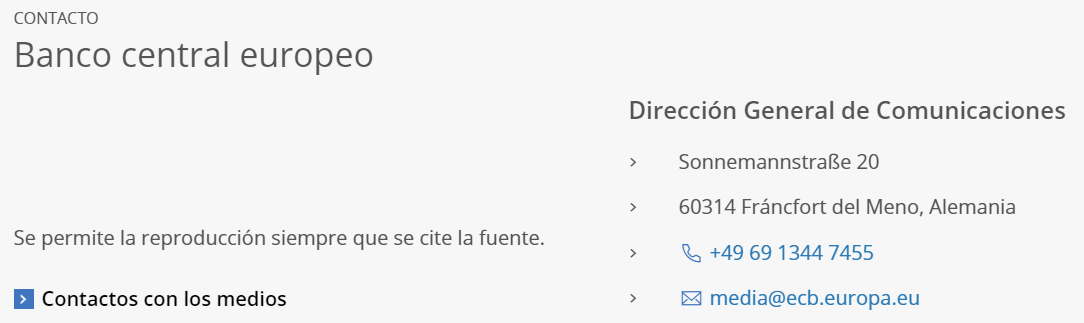 CONTACTO
Banco central europeo
Se permite la reproducción siempre que se cite la fuente.
Contactos con los medios
Dirección General de Comunicaciones
Sonnemannstraße 20
60314 Fráncfort del Meno, Alemania
+49 69 1344 7455
media@ecb.europa.eu